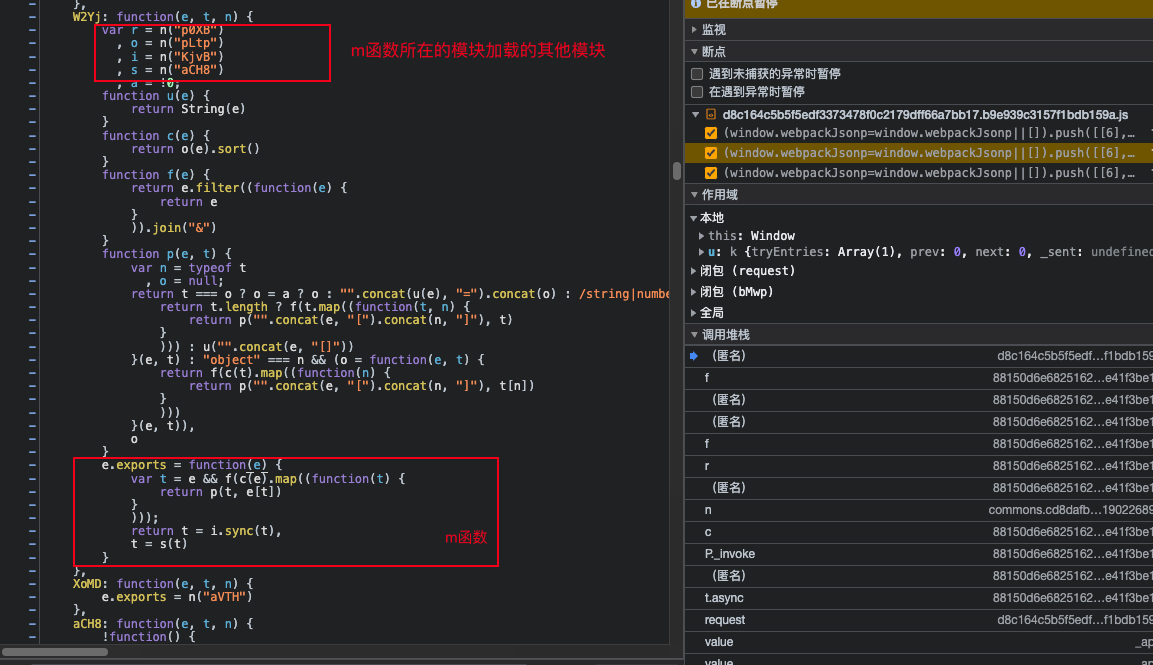 },
W2Yj: function(e, t, n) {
var r = n("p0XB")
, o = n("pLtp")
, i = n("KjvB")
, s = n("aCH8")
, a = !0;
function u(e) {
return String(e)
}
function c(e) {
return o(e).sort()
}
function f(e) {
return e.filter((function(e) {
return e
}
)).join("&")
}
function p(e, t) {
var n = typeof t
, o = null;
return t === o ? o = a ? o : "".concat(u(e), "=").concat(o) : /string|numbe
return t.length ? f(t.map((function(t, n) {
return p("".concat(e, "[").concat(n, "]"), t)
}
))) : u("".concat(e, "[]"))
}(e, t) : "object" === n && (o = function(e, t) {
return f(c(t).map((function(n) {
return p("".concat(e, "[").concat(n, "]"), t[n])
}
)))
}(e, t)),
o
}
e.exports = function(e) {
var t = e && f(c(e).map((function(t) {
return p(t, e[t])
}
)));
return t = i.sync(t),
t = s(t)
}
},
XoMD: function(e, t, n) {
e.exports = n("aVTH")
},
aCH8: function(e, t, n) {
!function() {
m函数所在的模块加载的其他模块
m函数
已在断点暂停
监视
断点
遇到未捕获的异常时暂停
在遇到异常时暂停
d8c164c5b5f5edf3373478f0c2179dff66a7bb17.b9e939c3157f1bdb159a.js
(window.webpackJsonp=window.webpackJsonp||[]).push([[6],…
(window.webpackJsonp=window.webpackJsonp||[]).push([[6],…
(window.webpackJsonp=window.webpackJsonp||[]).push([[6],…
作用域
本地
this: Window
u: k {tryEntries: Array(1), prev: 0, next: 0, _sent: undefined
闭包 (request)
闭包 (bMwp)
全局
调用堆栈
(匿名) d8c164c5b5f5edf…f1bdb159
f 88150d6e6825162…e41f3be1
(匿名) 88150d6e6825162…e41f3be1
(匿名) 88150d6e6825162…e41f3be1
f 88150d6e6825162…e41f3be1
r 88150d6e6825162…e41f3be1
(匿名) 88150d6e6825162…e41f3be1
n commons.cd8dafb…19022689
c 88150d6e6825162…e41f3be1
P._invoke 88150d6e6825162…e41f3be1
(匿名) 88150d6e6825162…e41f3be1
t.async 88150d6e6825162…e41f3be1
request d8c164c5b5f5edf…f1bdb159
value _ap
value